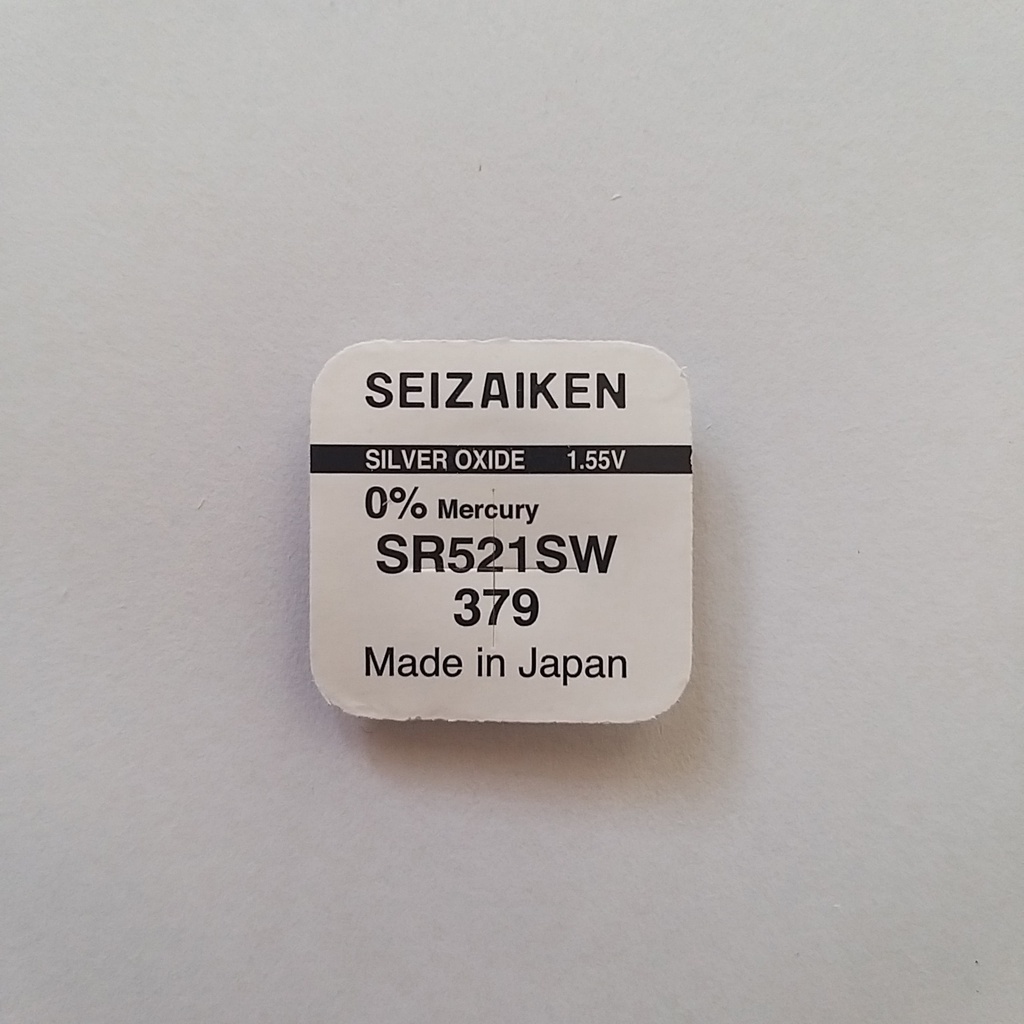 SEIZAIKEN
SILVER OXIDE 1.55V
0% Mercury
SR521SW
379
Made in Japan